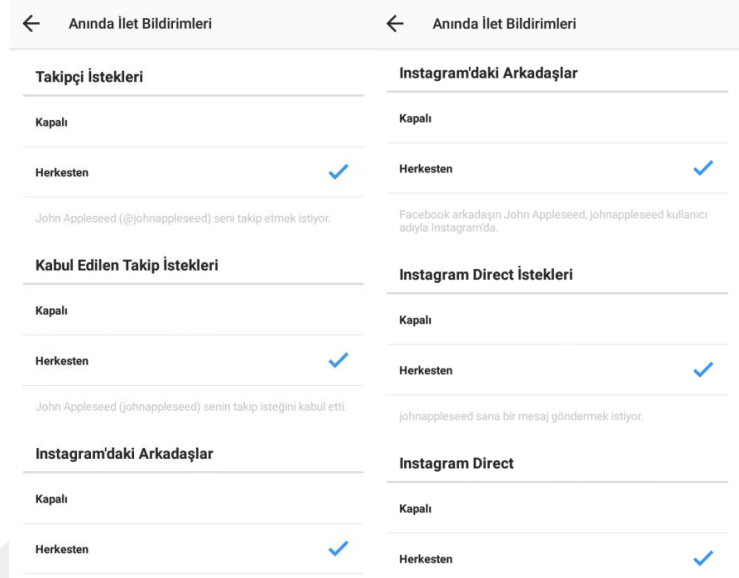 Anında İlet Bildirimleri
Takipçi İstekleri
Kapalı
Herkesten
John Appleseed (@johnappleseed) seni takip etmek istiyor.
Kabul Edilen Takip İstekleri
Kapalı
Herkesten
John Appleseed (johnappleseed) senin takip isteğini kabul etti.
Instagram'daki Arkadaşlar
Kapalı
Herkesten
Anında İlet Bildirimleri
Instagram'daki Arkadaşlar
Kapalı
Herkesten
Facebook arkadaşın John Appleseed, johnappleseed kullanıcı
adıyla Instagram'da.
Instagram Direct İstekleri
Kapalı
Herkesten
johnappleseed sana bir mesaj göndermek istiyor.
Instagram Direct
Kapalı
Herkesten